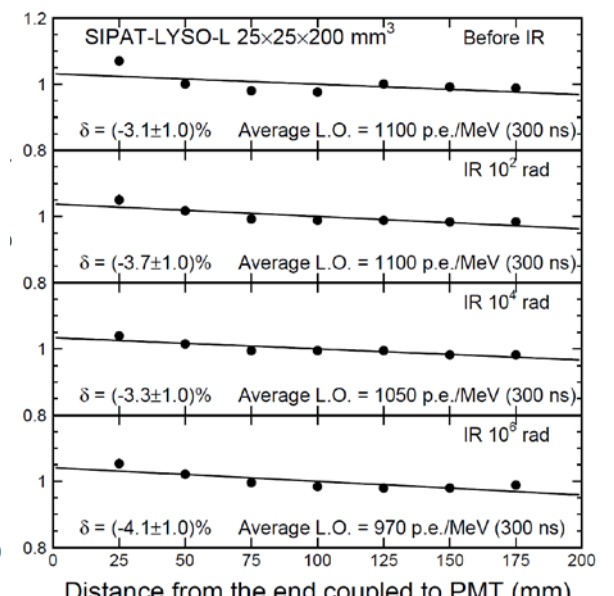 1.2
SIPAT-LYSO-L 25×25×200 mm³ Before IR
1
δ = (-3.1±1.0)% Average L.O. = 1100 p.e./MeV (300 ns)
0.8
IR 10² rad
1
δ = (-3.7±1.0)% Average L.O. = 1100 p.e./MeV (300 ns)
0.8
IR 10⁴ rad
1
δ = (-3.3±1.0)% Average L.O. = 1050 p.e./MeV (300 ns)
0.8
IR 10⁶ rad
1
δ = (-4.1±1.0)% Average L.O. = 970 p.e./MeV (300 ns)
0.8
0 25 50 75 100 125 150 175 200
Distance from the end coupled to PMT (mm)